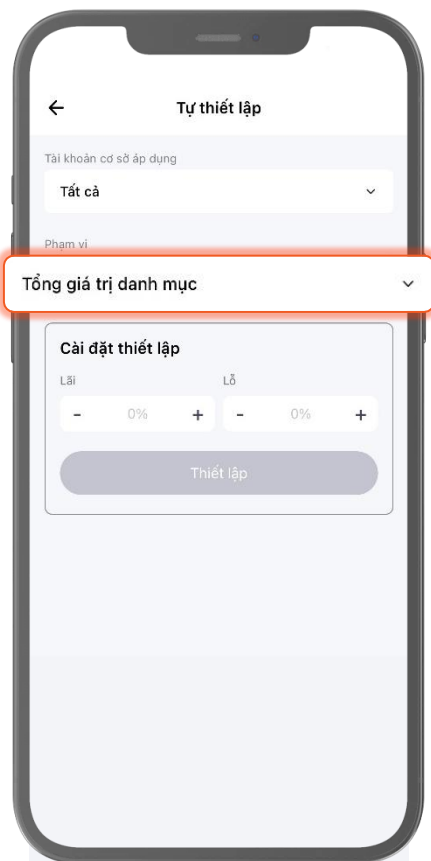 Tự thiết lập
Tài khoản cơ sở áp dụng
Tất cả
Phạm vi
Tổng giá trị danh mục
Cài đặt thiết lập
Lãi Lỗ
- 0% + - 0% +
Thiết lập